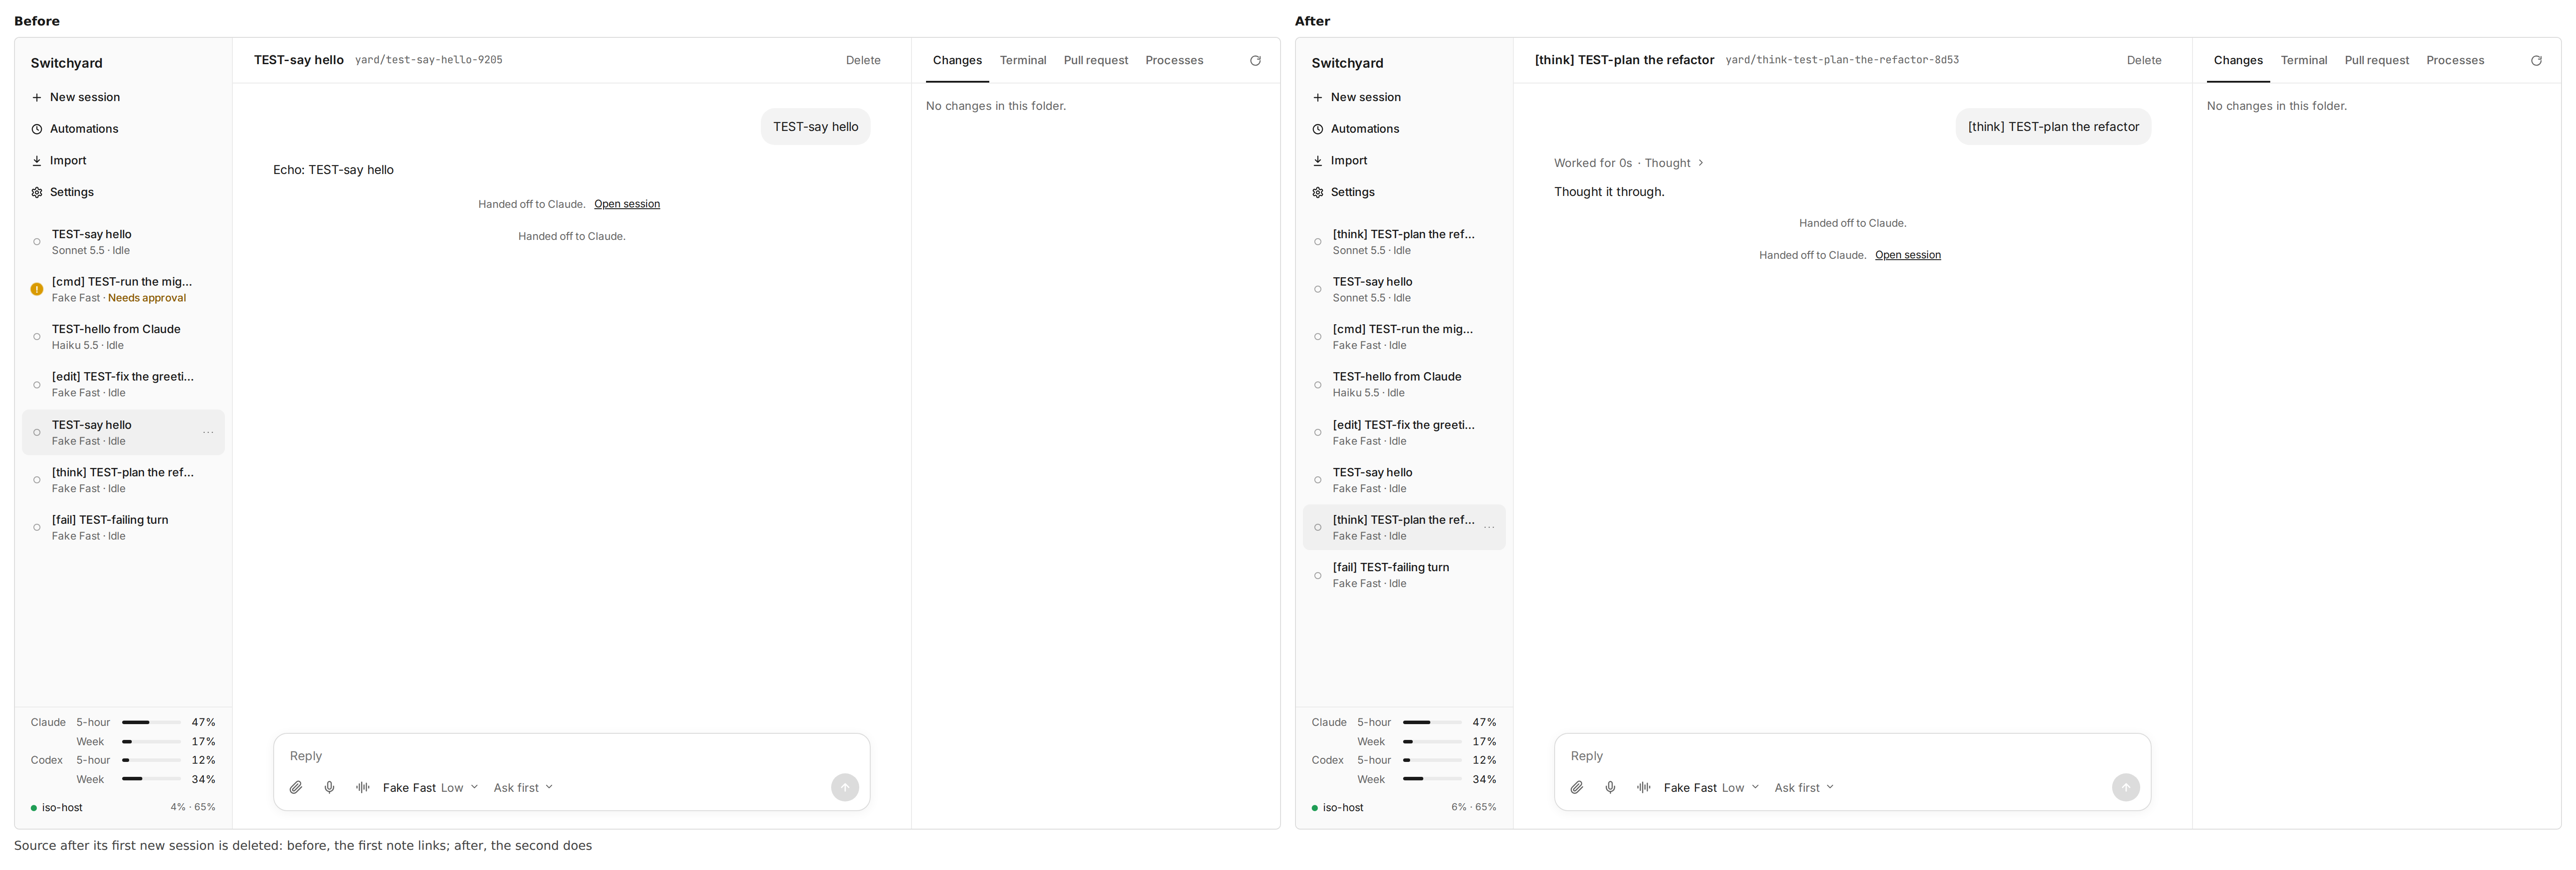 Before
Switchyard
New session
Automations
Import
Settings
TEST-say hello
Sonnet 5.5 · Idle
[cmd] TEST-run the mig...
Fake Fast · Needs approval
TEST-hello from Claude
Haiku 5.5 · Idle
[edit] TEST-fix the greeti...
Fake Fast · Idle
TEST-say hello
Fake Fast · Idle
[think] TEST-plan the ref...
Fake Fast · Idle
[fail] TEST-failing turn
Fake Fast · Idle
Claude 5-hour 47%
Week 17%
Codex 5-hour 12%
Week 34%
iso-host 4% · 65%
TEST-say hello yard/test-say-hello-9205 Delete
TEST-say hello
Echo: TEST-say hello
Handed off to Claude. Open session
Handed off to Claude.
Reply
Fake Fast Low Ask first
Changes Terminal Pull request Processes
No changes in this folder.
After
Switchyard
New session
Automations
Import
Settings
[think] TEST-plan the ref...
Sonnet 5.5 · Idle
TEST-say hello
Sonnet 5.5 · Idle
[cmd] TEST-run the mig...
Fake Fast · Idle
TEST-hello from Claude
Haiku 5.5 · Idle
[edit] TEST-fix the greeti...
Fake Fast · Idle
TEST-say hello
Fake Fast · Idle
[think] TEST-plan the ref...
Fake Fast · Idle
[fail] TEST-failing turn
Fake Fast · Idle
Claude 5-hour 47%
Week 17%
Codex 5-hour 12%
Week 34%
iso-host 6% · 65%
[think] TEST-plan the refactor yard/think-test-plan-the-refactor-8d53 Delete
[think] TEST-plan the refactor
Worked for 0s · Thought
Thought it through.
Handed off to Claude.
Handed off to Claude. Open session
Reply
Fake Fast Low Ask first
Changes Terminal Pull request Processes
No changes in this folder.
Source after its first new session is deleted: before, the first note links; after, the second does